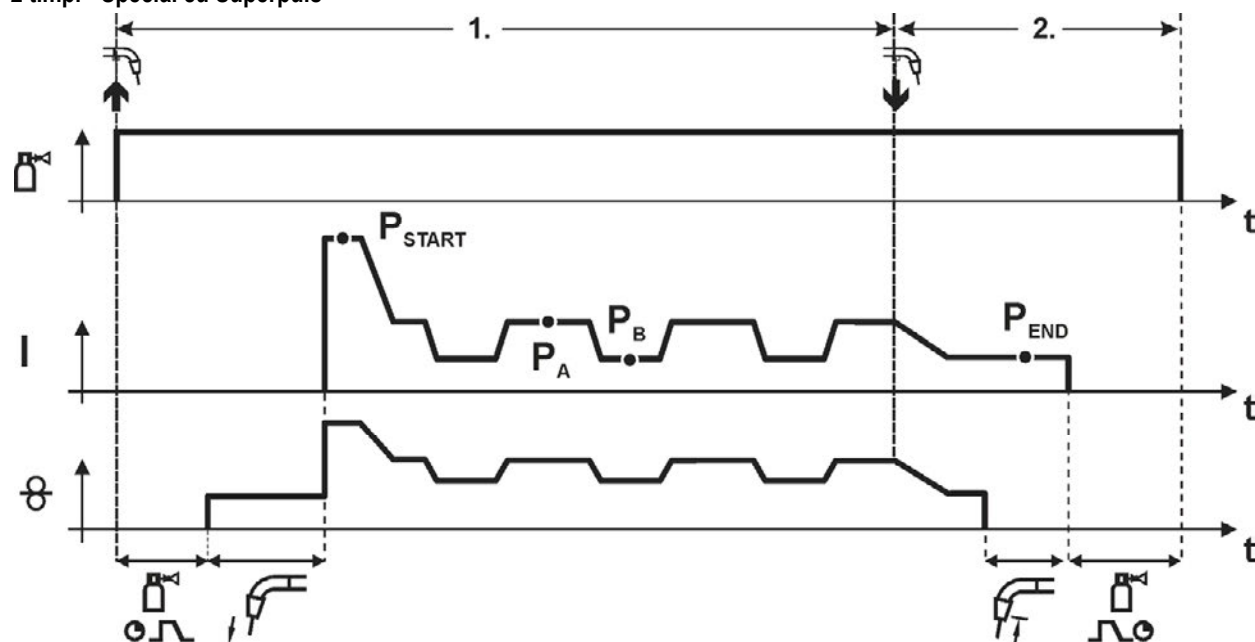 2 timpi - Special cu Superpuls
1.
2.
t
P START
P A
P B
P END
I
t
t